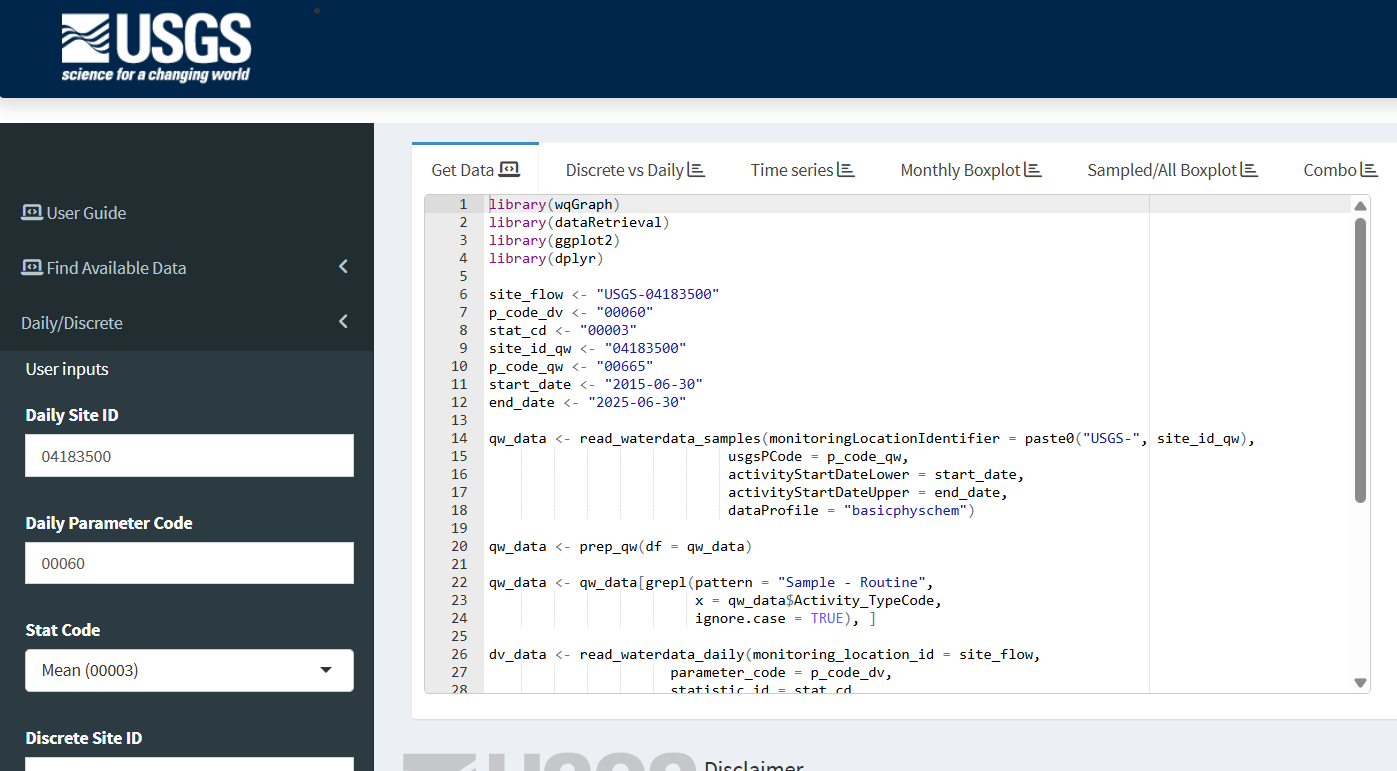 USGS
science for a changing world
User Guide
Find Available Data
Daily/Discrete
User inputs
Daily Site ID
04183500
Daily Parameter Code
00060
Stat Code
Mean (00003)
Discrete Site ID
Get Data
Discrete vs Daily
Time series
Monthly Boxplot
Sampled/All Boxplot
Combo
1 library(wqGraph)
2 library(dataRetrieval)
3 library(ggplot2)
4 library(dplyr)
5
6 site_flow <- "USGS-04183500"
7 p_code_dv <- "00060"
8 stat_cd <- "00003"
9 site_id_qw <- "04183500"
10 p_code_qw <- "00665"
11 start_date <- "2015-06-30"
12 end_date <- "2025-06-30"
13
14 qw_data <- read_waterdata_samples(monitoringLocationIdentifier = paste0("USGS-", site_id_qw),
15 usgsPCode = p_code_qw,
16 activityStartDateLower = start_date,
17 activityStartDateUpper = end_date,
18 dataProfile = "basicphyschem")
19
20 qw_data <- prep_qw(df = qw_data)
21
22 qw_data <- qw_data[grepl(pattern = "Sample - Routine",
23 x = qw_data$Activity_TypeCode,
24 ignore.case = TRUE), ]
25
26 dv_data <- read_waterdata_daily(monitoring_location_id = site_flow,
27 parameter_code = p_code_dv,
28 statistic_id = stat_cd
USGS
Disclaimer